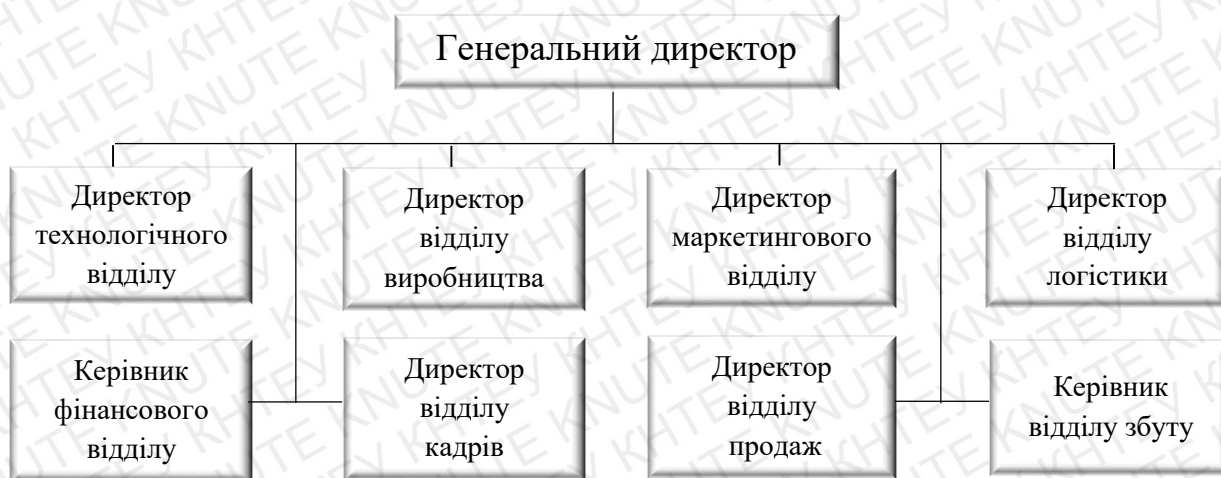 Генеральний директор
Директор
технологічного
відділу
Директор
відділу
виробництва
Директор
маркетингового
відділу
Директор
відділу
логістики
Керівник
фінансового
відділу
Директор
відділу
кадрів
Директор
відділу
продаж
Керівник
відділу збуту